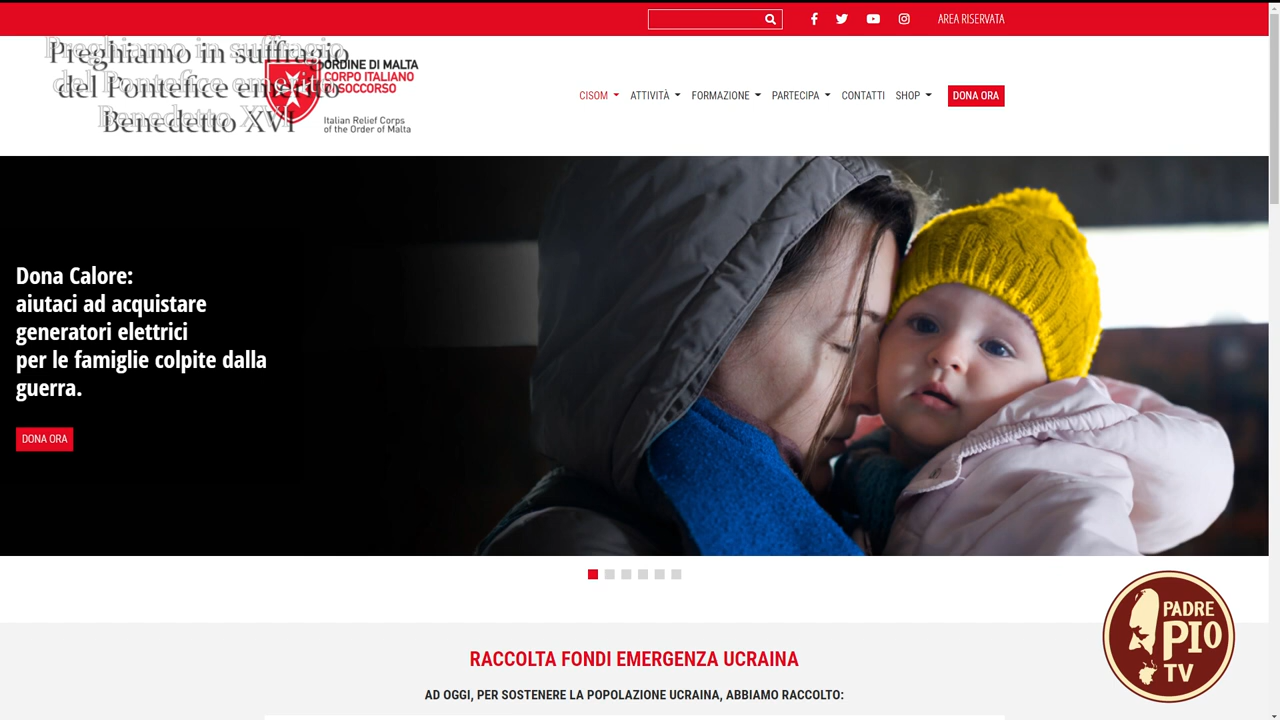 AREA RISERVATA
Preghiamo in suffragio
del Pontefice emerito
Benedetto XVI
ORDINE DI MALTA
CORPO ITALIANO
DI SOCCORSO
Italian Relief Corps
of the Order of Malta
CISOM ATTIVITÀ FORMAZIONE PARTECIPA CONTATTI SHOP DONA ORA
Dona Calore:
aiutaci ad acquistare
generatori elettrici
per le famiglie colpite dalla
guerra.
DONA ORA
PADRE
PIO
TV
RACCOLTA FONDI EMERGENZA UCRAINA
AD OGGI, PER SOSTENERE LA POPOLAZIONE UCRAINA, ABBIAMO RACCOLTO: